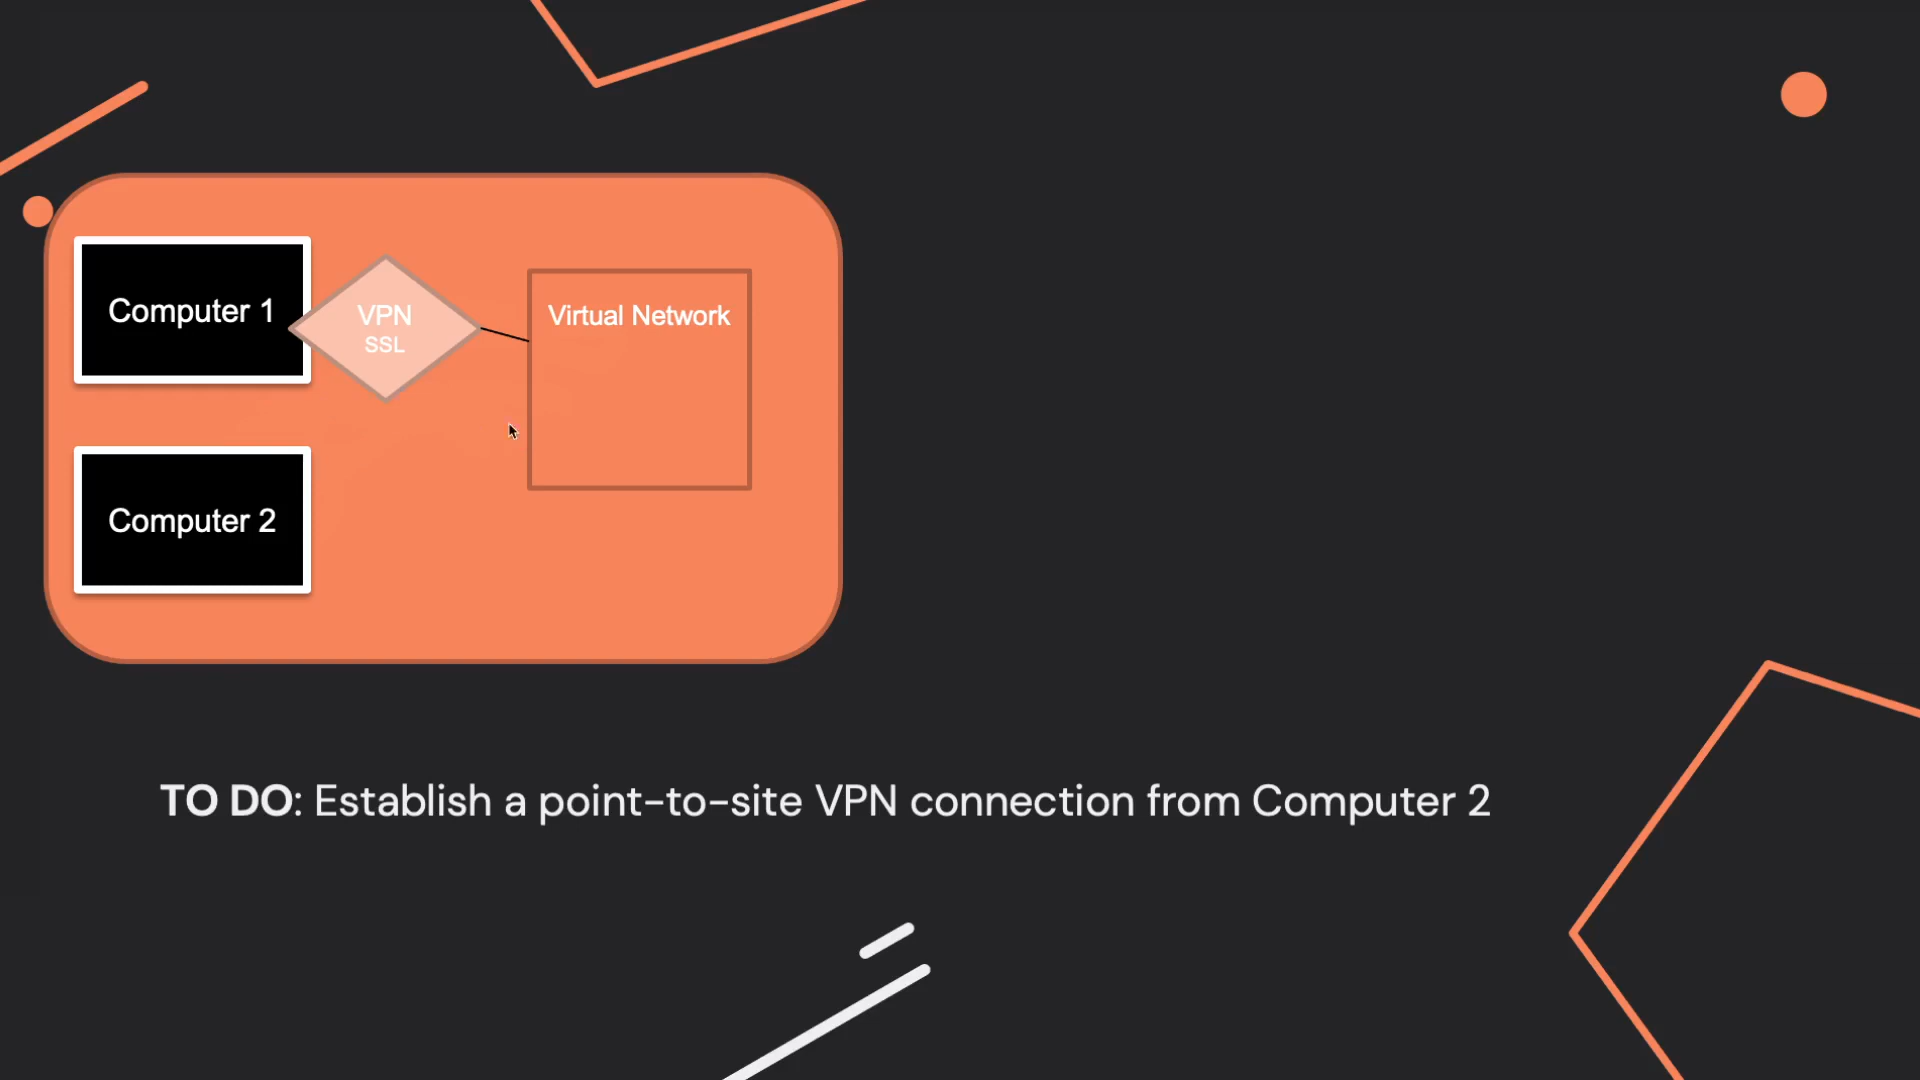 Computer 1
VPN
SSL
Virtual Network
Computer 2
TO DO: Establish a point-to-site VPN connection from Computer 2